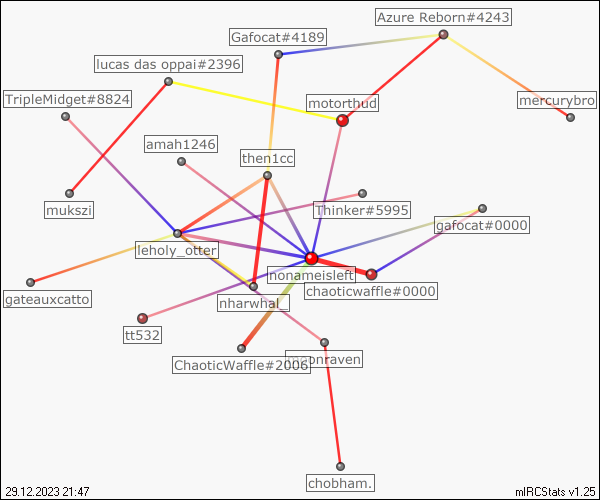 Azure Reborn#4243
Gafocat#4189
lucas das oppai#2396
TripleMidget#8824
mercurybro
motorthud
amah1246
then1cc
mukszi
Thinker#5995
gafocat#0000
leholy_otter
nonameisleft
chaoticwaffle#0000
gateauxcatto
nharwhal_
tt532
ChaoticWaffle#2006
chobham.
29.12.2023 21:47
mIRCStats v1.25